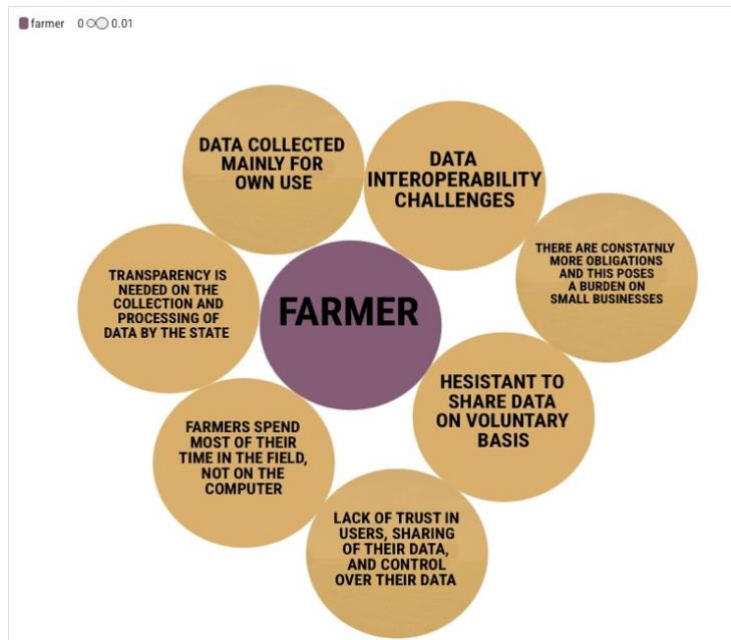 farmer 0 0.01
DATA COLLECTED
MAINLY FOR
OWN USE
DATA
INTEROPERABILITY
CHALLENGES
THERE ARE CONSTATNLY
MORE OBLIGATIONS
AND THIS POSES
A BURDEN ON
SMALL BUSINESSES
TRANSPARENCY IS
NEEDED ON THE
COLLECTION AND
PROCESSING OF
DATA BY THE STATE
FARMER
HESISTANT TO
SHARE DATA
ON VOLUNTARY
BASIS
FARMERS SPEND
MOST OF THEIR
TIME IN THE FIELD,
NOT ON THE
COMPUTER
LACK OF TRUST IN
USERS, SHARING
OF THEIR DATA,
AND CONTROL
OVER THEIR DATA